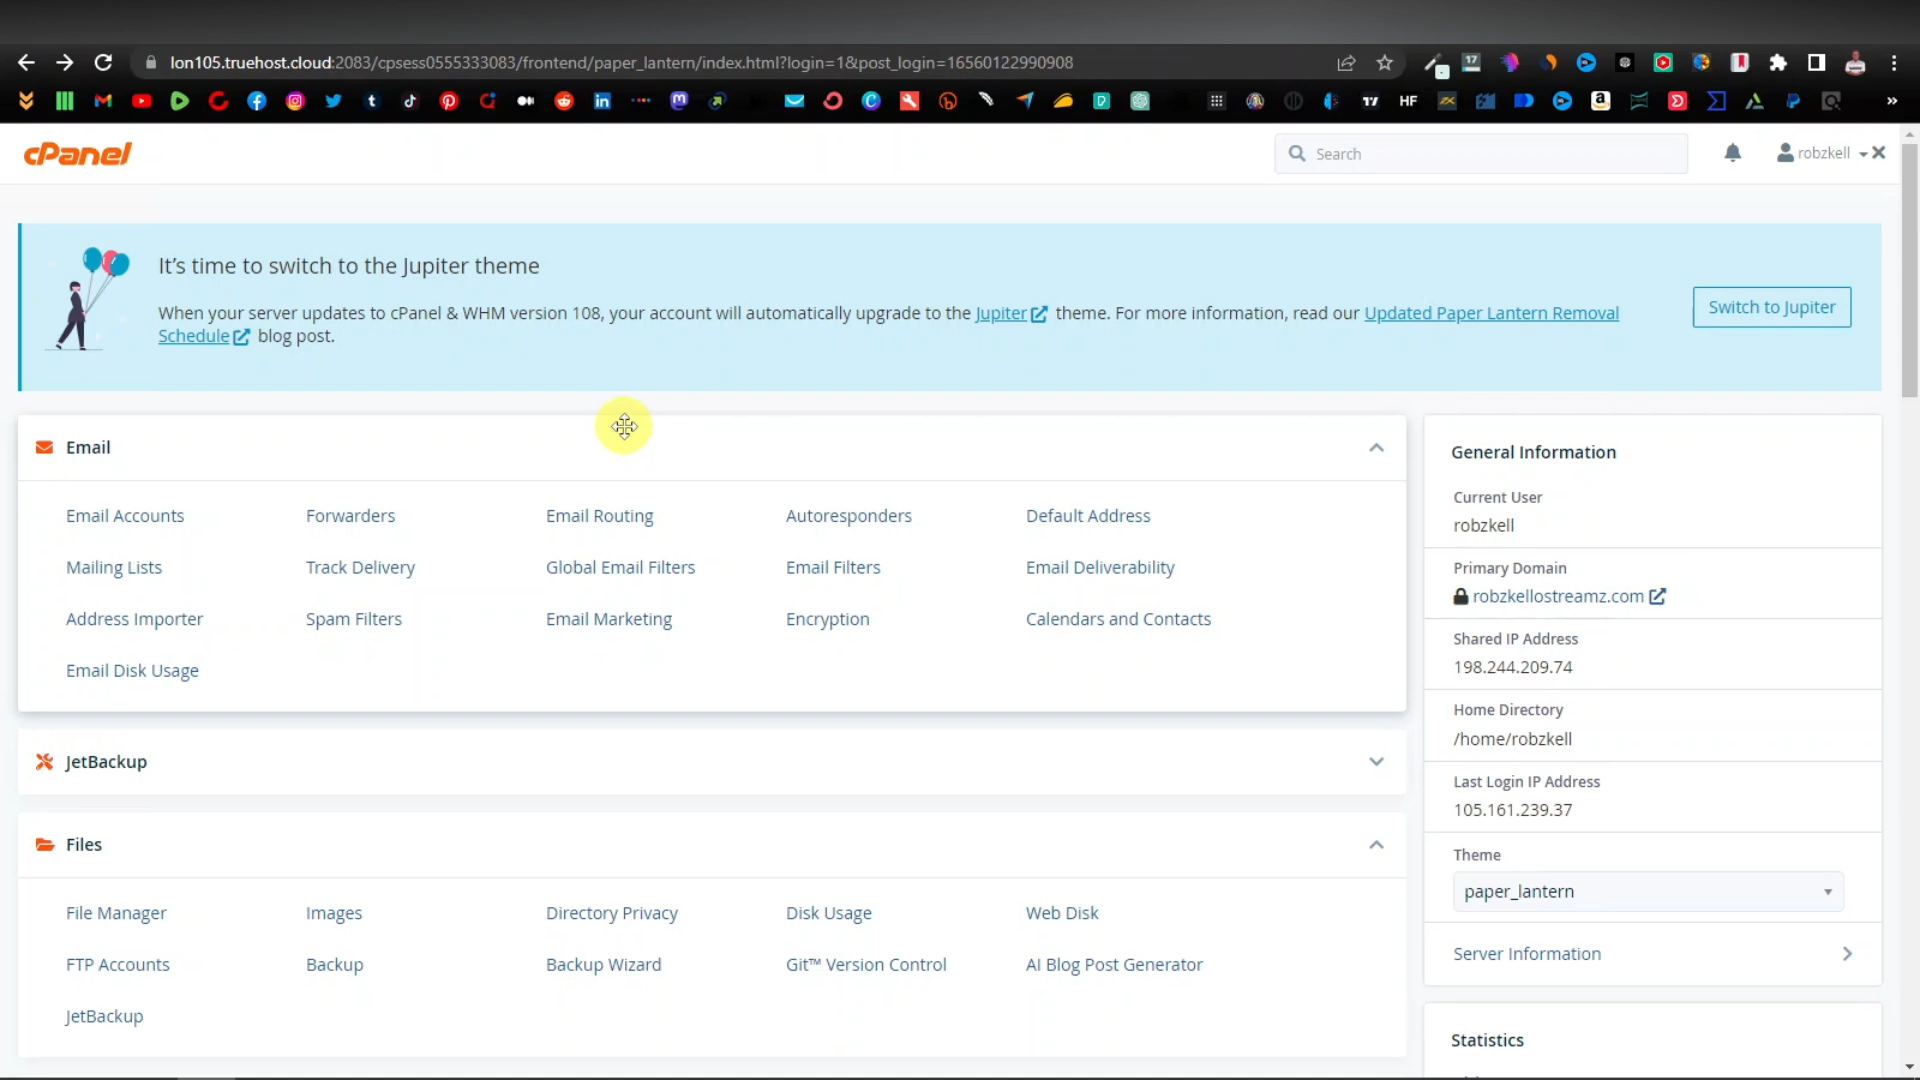 lon105.truehost.cloud:2083/cpsess0555333083/frontend/paper_lantern/index.html?login=1&post_login=16560122990908
17
HF
cPanel
Search
robzkell
It's time to switch to the Jupiter theme
When your server updates to cPanel & WHM version 108, your account will automatically upgrade to the Jupiter theme. For more information, read our Updated Paper Lantern Removal
Schedule blog post.
Switch to Jupiter
Email
Email Accounts Forwarders Email Routing Autoresponders Default Address
Mailing Lists Track Delivery Global Email Filters Email Filters Email Deliverability
Address Importer Spam Filters Email Marketing Encryption Calendars and Contacts
Email Disk Usage
JetBackup
Files
File Manager Images Directory Privacy Disk Usage Web Disk
FTP Accounts Backup Backup Wizard Git™ Version Control AI Blog Post Generator
JetBackup
General Information
Current User
robzkell
Primary Domain
robzkellostreamz.com
Shared IP Address
198.244.209.74
Home Directory
/home/robzkell
Last Login IP Address
105.161.239.37
Theme
paper_lantern
Server Information
Statistics